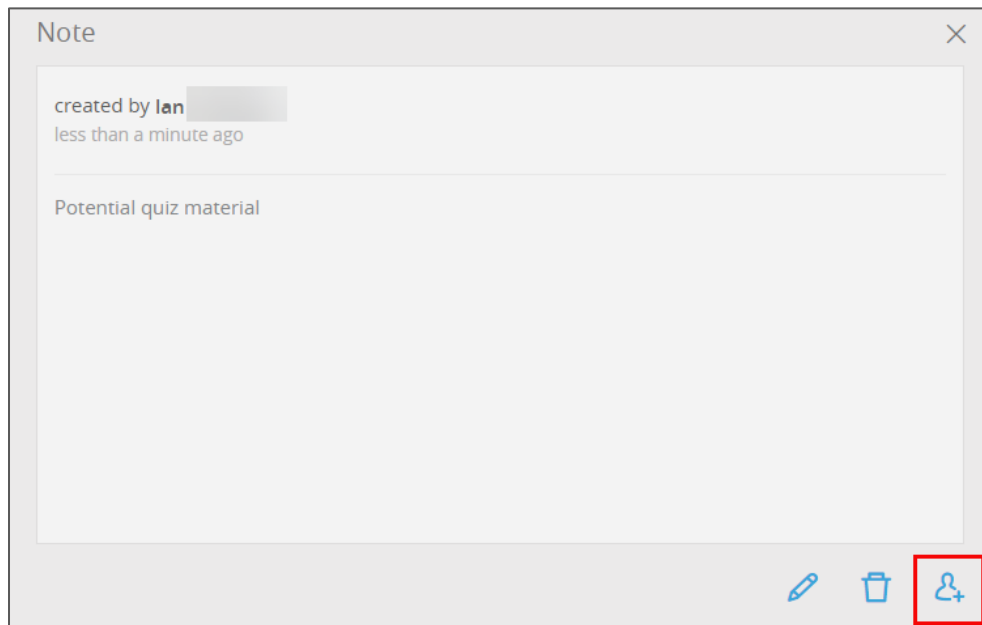 Note
created by Ian
less than a minute ago
Potential quiz material